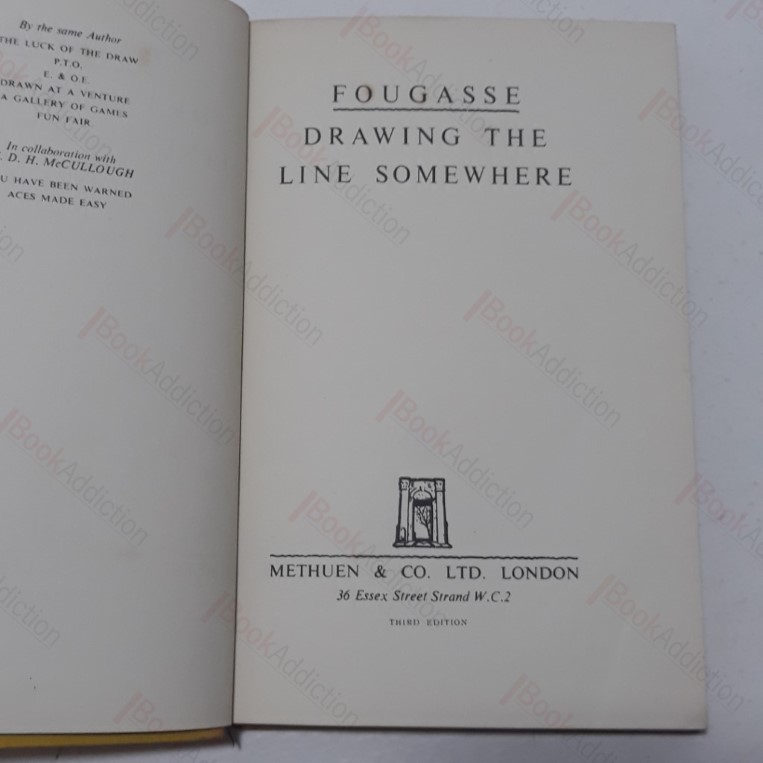 By the same Author
THE LUCK OF THE DRAW
P.T.O.
E. & O.E.
DRAWN AT A VENTURE
A GALLERY OF GAMES
FUN FAIR
In collaboration with
D. H. McCULLOUGH
U HAVE BEEN WARNED
ACES MADE EASY
FOUGASSE
DRAWING THE
LINE SOMEWHERE
METHUEN & CO. LTD. LONDON
36 Essex Street Strand W.C.2
THIRD EDITION
BookAddiction